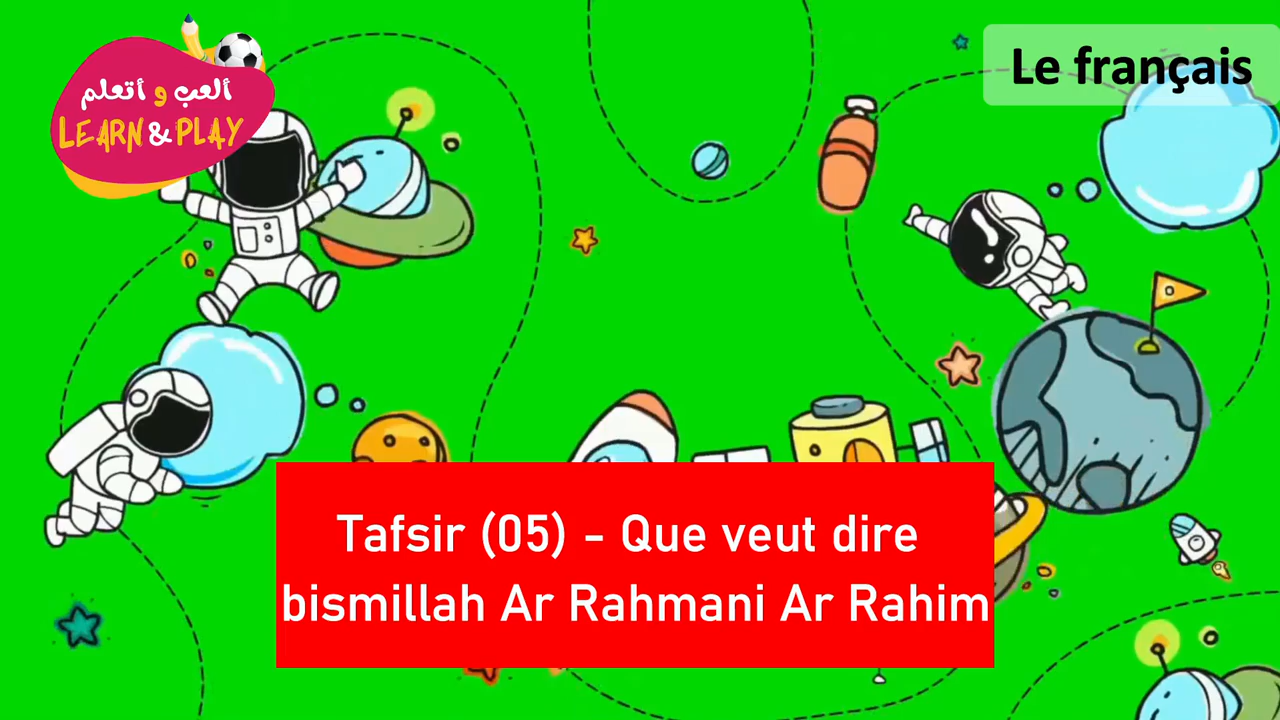 ألعب و أتعلم
LEARN & PLAY
Le français
Tafsir (05) - Que veut dire
bismillah Ar Rahmani Ar Rahim